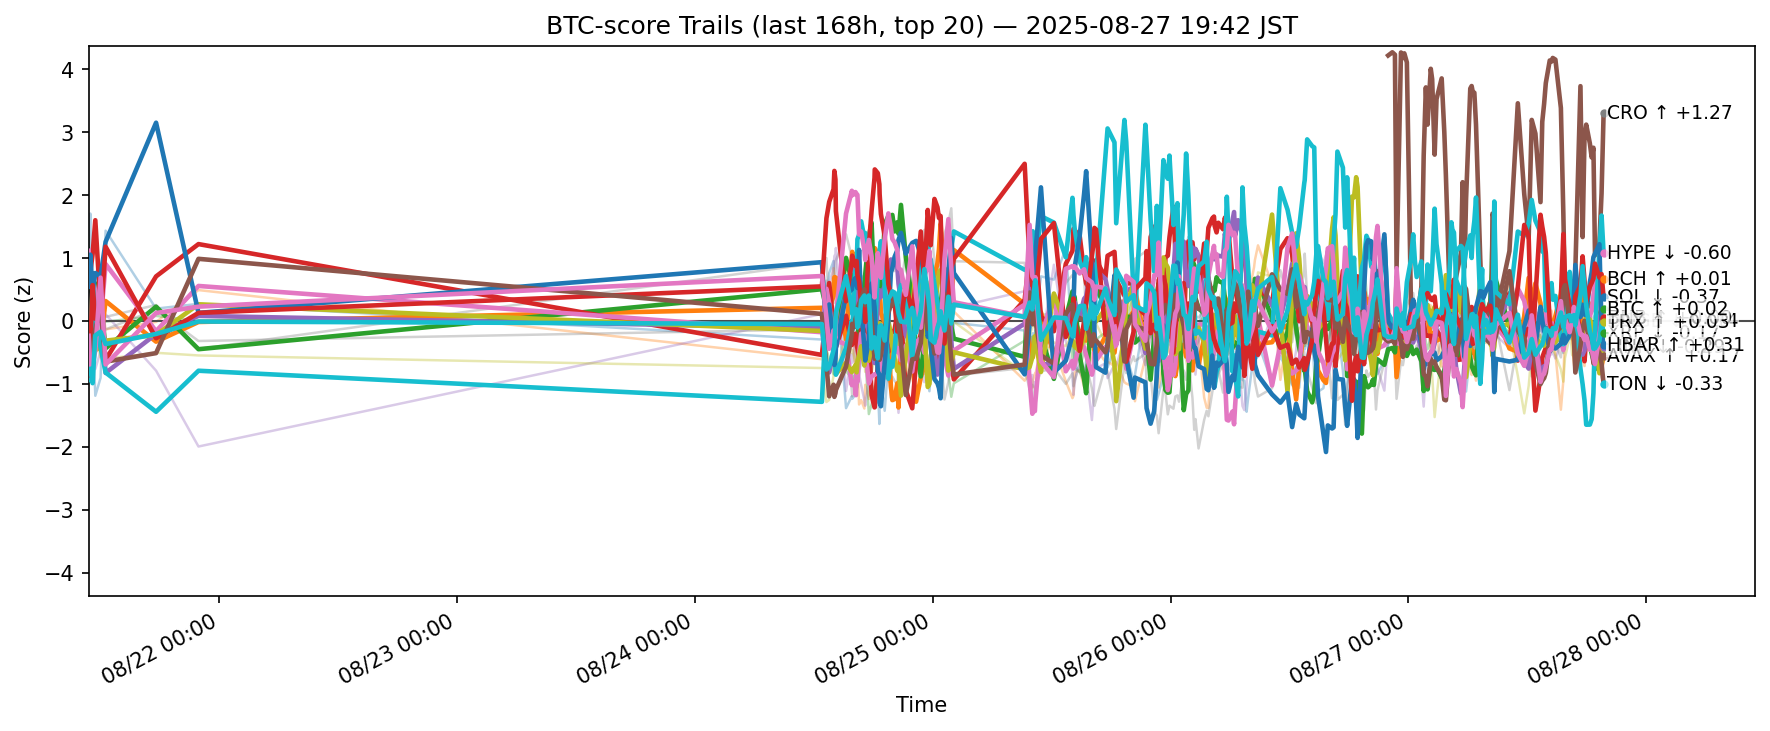 BTC-score Trails (last 168h, top 20) — 2025-08-27 19:42 JST
Score (z)
4
3
2
1
0
−1
−2
−3
−4
CRO ↑ +1.27
HYPE ↓ -0.60
BCH ↑ +0.01
SOL ↓ -0.37
BTC ↑ +0.02
TRX ↑ +0.03
HBAR ↑ +0.31
AVAX ↑ +0.17
TON ↓ -0.33
08/22 00:00
08/23 00:00
08/24 00:00
08/25 00:00
08/26 00:00
08/27 00:00
08/28 00:00
Time